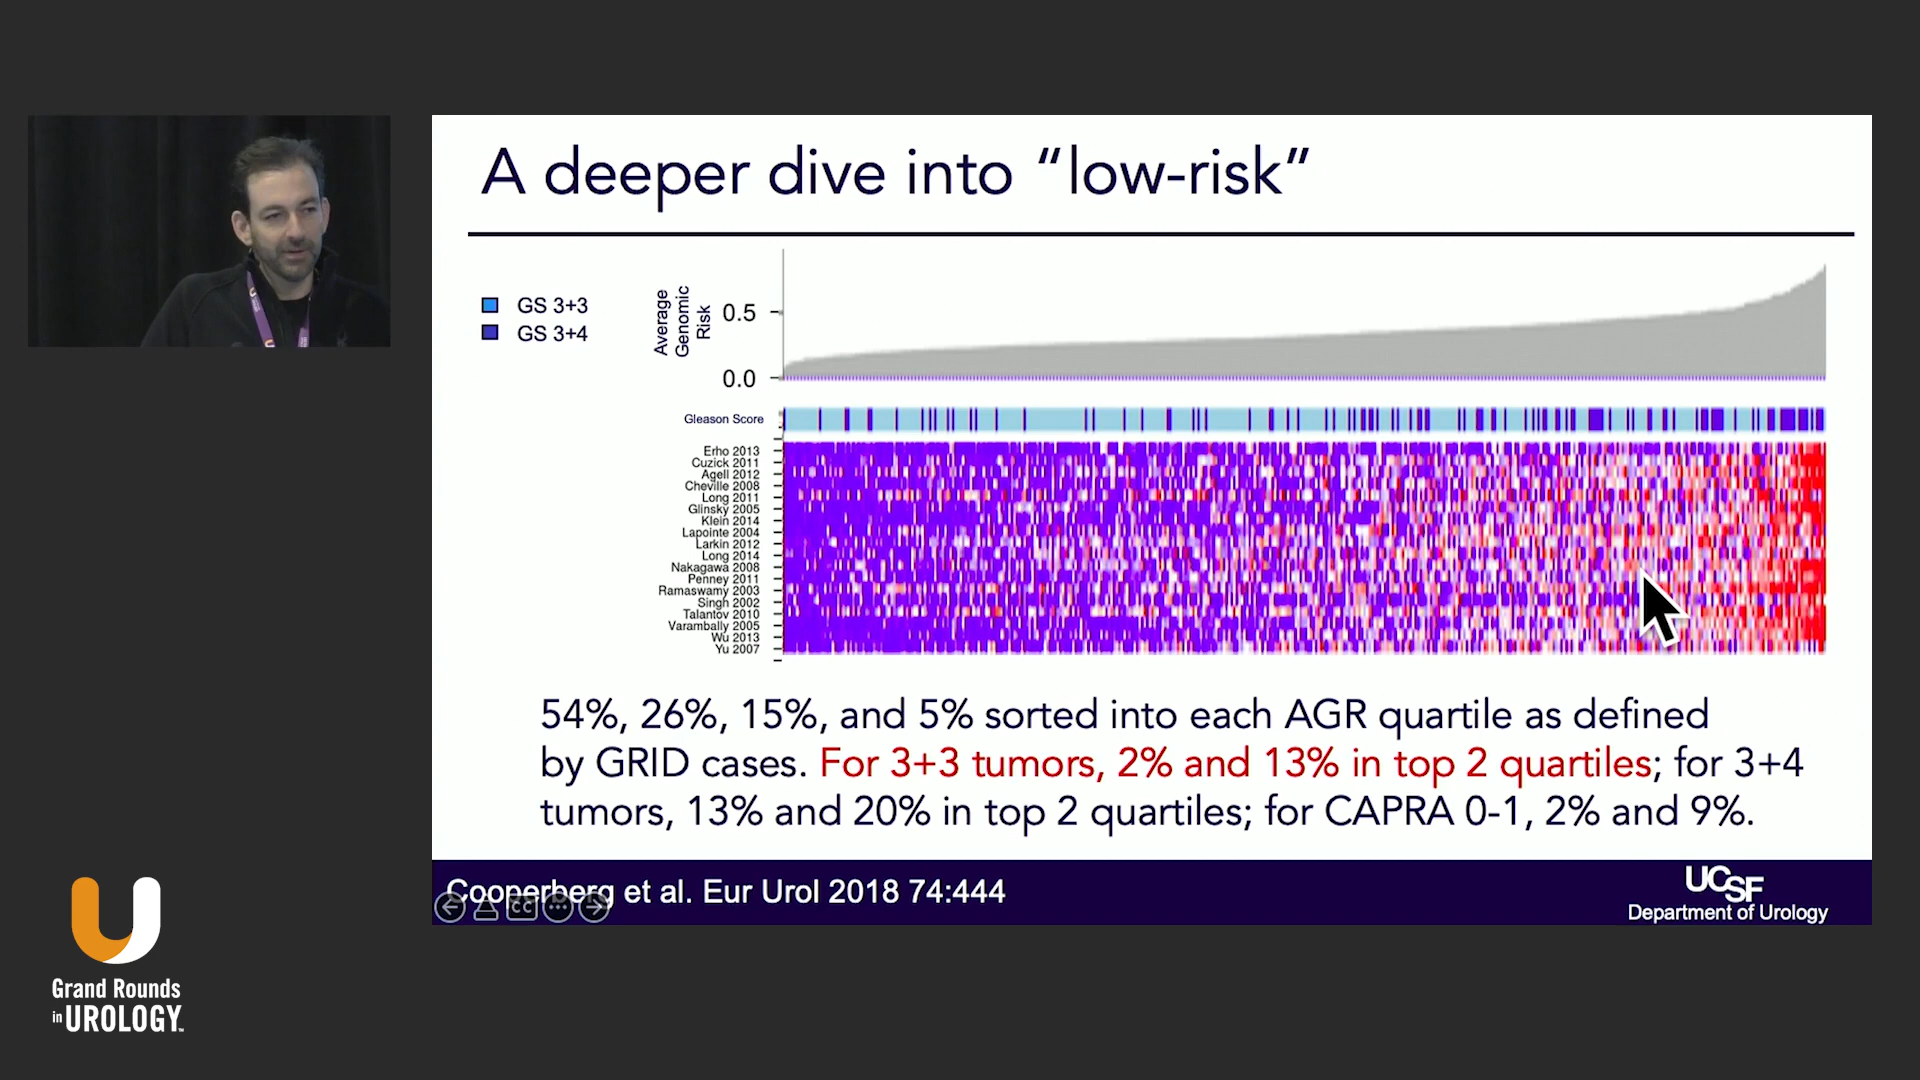 A deeper dive into “low-risk”
GS 3+3
GS 3+4
Average
Genomic
Risk
0.5
0.0
Gleason Score
Erho 2013
Cuzick 2011
Agell 2012
Cheville 2008
Long 2011
Glinsky 2005
Klein 2014
Lapointe 2004
Larkin 2012
Long 2014
Nakagawa 2008
Penney 2011
Ramaswamy 2003
Singh 2002
Talantov 2010
Varambally 2005
Wu 2013
Yu 2007
54%, 26%, 15%, and 5% sorted into each AGR quartile as defined
by GRID cases. For 3+3 tumors, 2% and 13% in top 2 quartiles; for 3+4
tumors, 13% and 20% in top 2 quartiles; for CAPRA 0-1, 2% and 9%.
Cooperberg et al. Eur Urol 2018 74:444
CC
UCSF
Department of Urology
Grand Rounds
in UROLOGY™